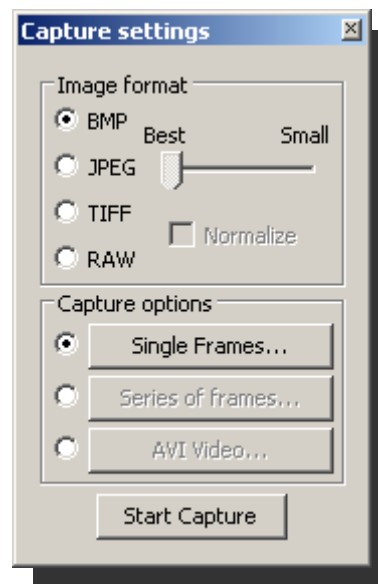 Capture settings
Image format
BMP
Best Small
JPEG
TIFF
Normalize
RAW
Capture options
Single Frames...
Series of frames...
AVI Video...
Start Capture